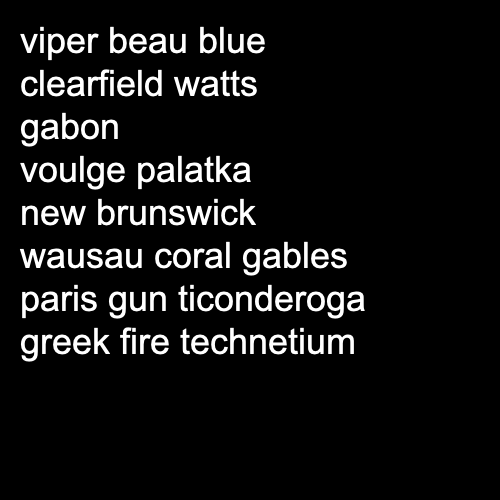 viper beau blue
clearfield watts
gabon
voulge palatka
new brunswick
wausau coral gables
paris gun ticonderoga
greek fire technetium